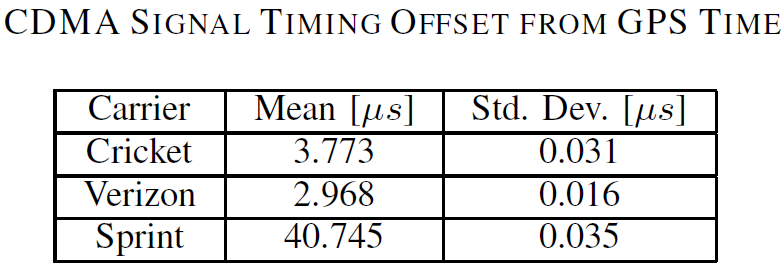 CDMA SIGNAL TIMING OFFSET FROM GPS TIME
Carrier Mean [μs] Std. Dev. [μs]
Cricket 3.773 0.031
Verizon 2.968 0.016
Sprint 40.745 0.035